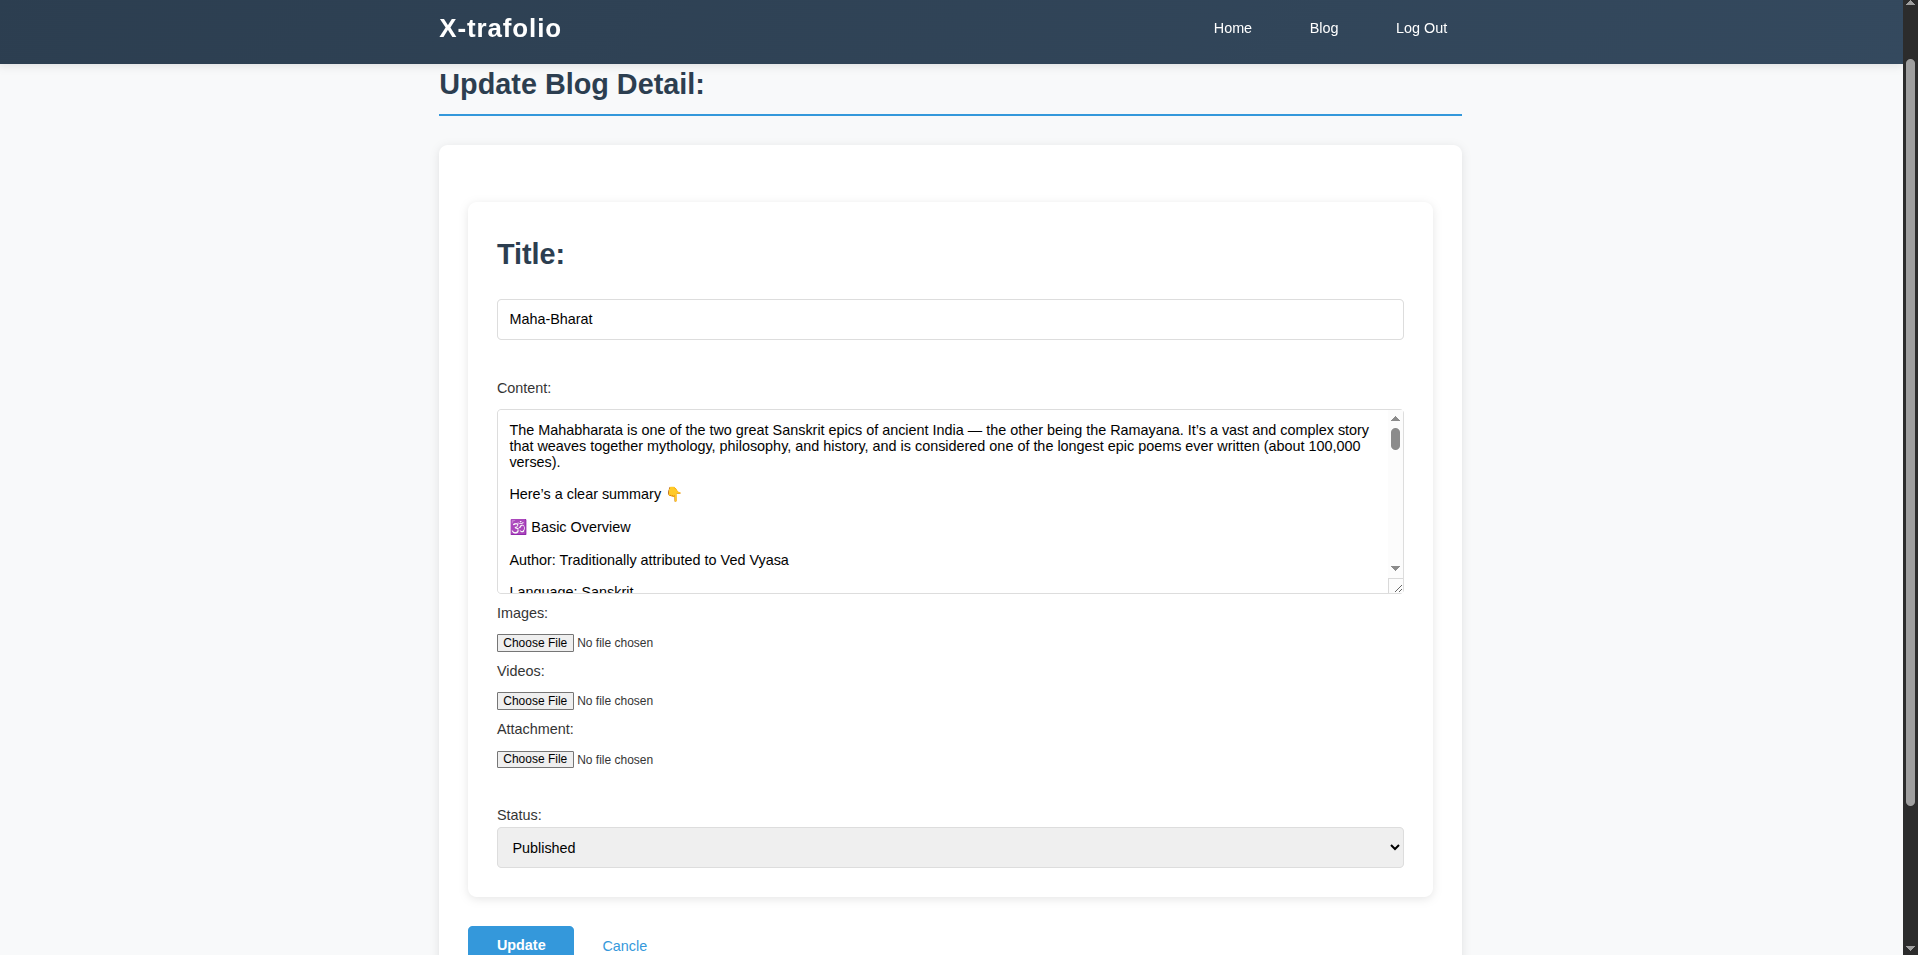 X-trafolio
Home Blog Log Out
Update Blog Detail:
Title:
Maha-Bharat
Content:
The Mahabharata is one of the two great Sanskrit epics of ancient India — the other being the Ramayana. It’s a vast and complex story
that weaves together mythology, philosophy, and history, and is considered one of the longest epic poems ever written (about 100,000
verses).
Here’s a clear summary 👇
🕉️ Basic Overview
Author: Traditionally attributed to Ved Vyasa
Language: Sanskrit
Images:
Choose File No file chosen
Videos:
Choose File No file chosen
Attachment:
Choose File No file chosen
Status:
Published
Update Cancle